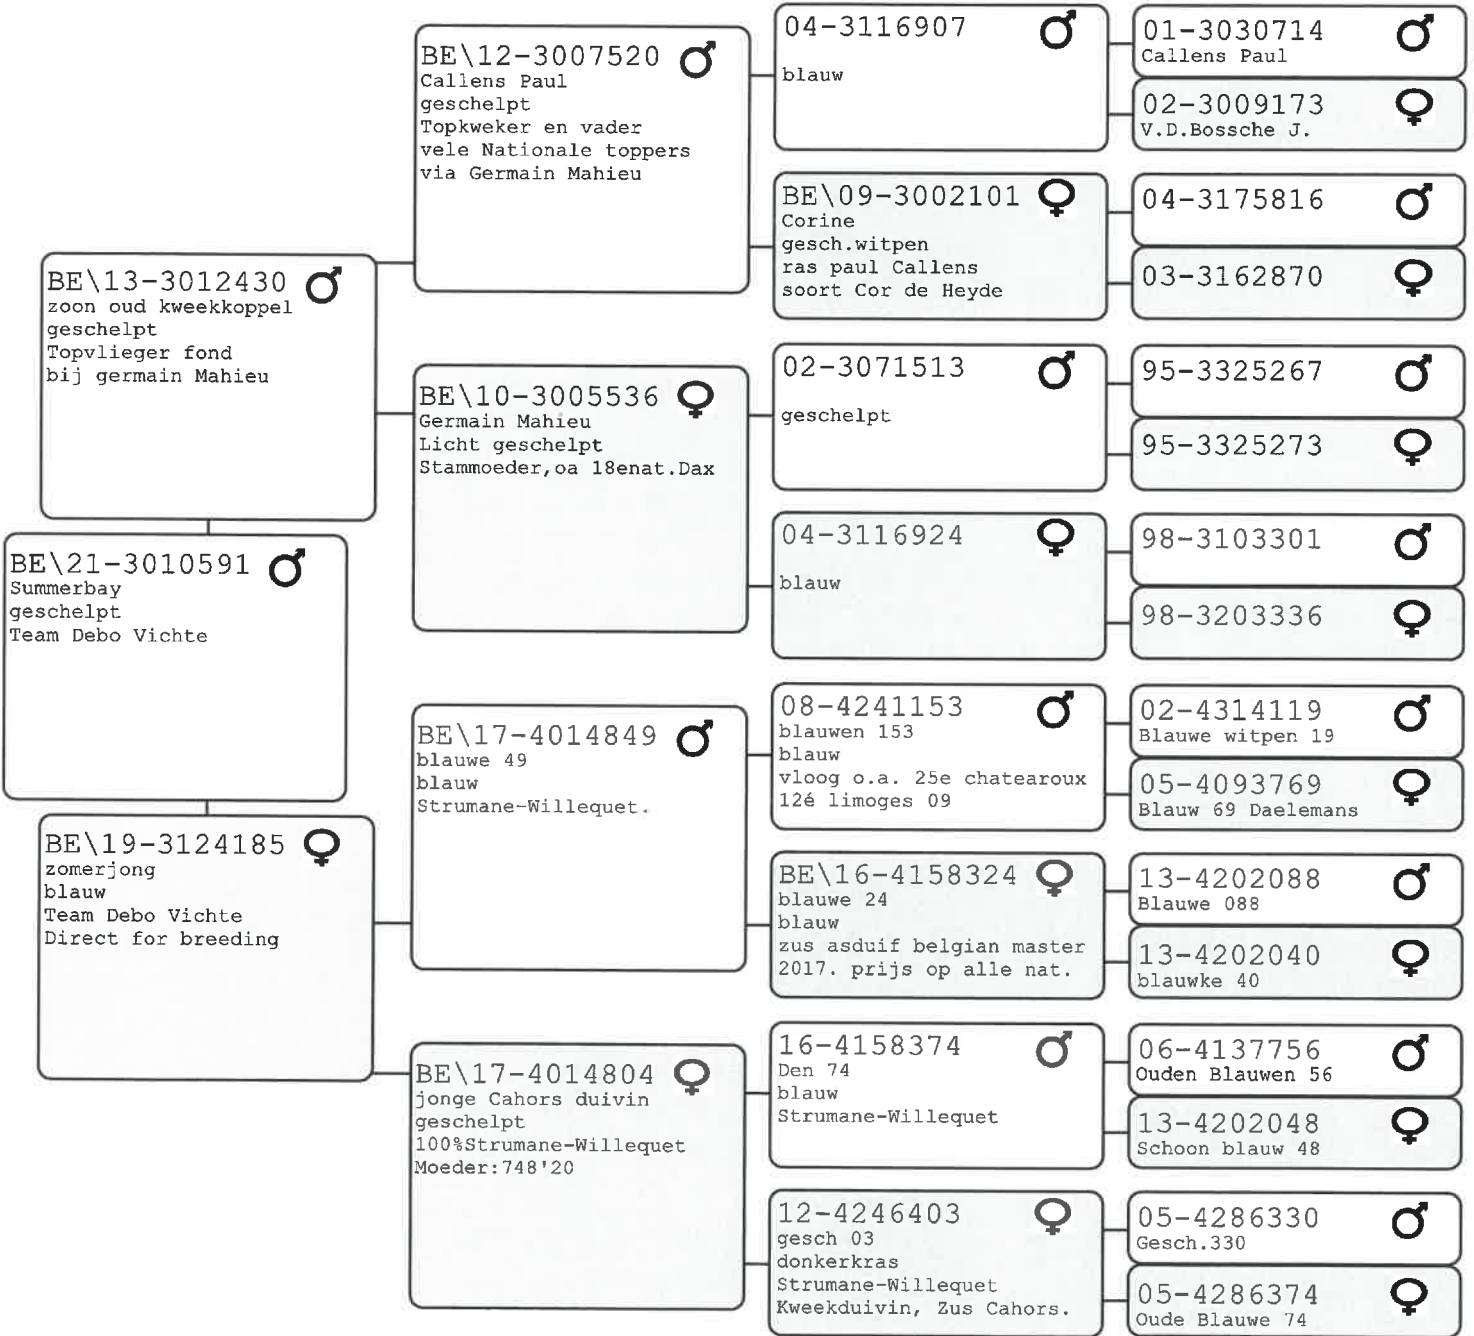 BE\21-3010591
Summerbay
geschelpt
Team Debo Vichte
BE\13-3012430
zoon oud kweekkoppel
geschelpt
Topvlieger fond
bij germain Mahieu
BE\19-3124185
zomerjong
blauw
Team Debo Vichte
Direct for breeding
BE\12-3007520
Callens Paul
geschelpt
Topkweker en vader
vele Nationale toppers
via Germain Mahieu
BE\10-3005536
Germain Mahieu
Licht geschelpt
Stammoeder,oa 18enat.Dax
BE\17-4014849
blauwe 49
blauw
Strumane-Willequet.
BE\17-4014804
jonge Cahors duivin
geschelpt
100%Strumane-Willequet
Moeder:748'20
04-3116907
blauw
BE\09-3002101
Corine
gesch.witpen
ras paul Callens
soort Cor de Heyde
02-3071513
geschelpt
04-3116924
blauw
08-4241153
blauwen 153
blauw
vloog o.a. 25e chatearoux
12é limoges 09
BE\16-4158324
blauwe 24
blauw
zus asduif belgian master
2017. prijs op alle nat.
16-4158374
Den 74
blauw
Strumane-Willequet
12-4246403
gesch 03
donkerkras
Strumane-Willequet
Kweekduivin, Zus Cahors.
01-3030714
Callens Paul
02-3009173
V.D.Bossche J.
04-3175816
03-3162870
95-3325267
95-3325273
98-3103301
98-3203336
02-4314119
Blauwe witpen 19
05-4093769
Blauw 69 Daelemans
13-4202088
Blauwe 088
13-4202040
blauwke 40
06-4137756
Ouden Blauwen 56
13-4202048
Schoon blauw 48
05-4286330
Gesch.330
05-4286374
Oude Blauwe 74